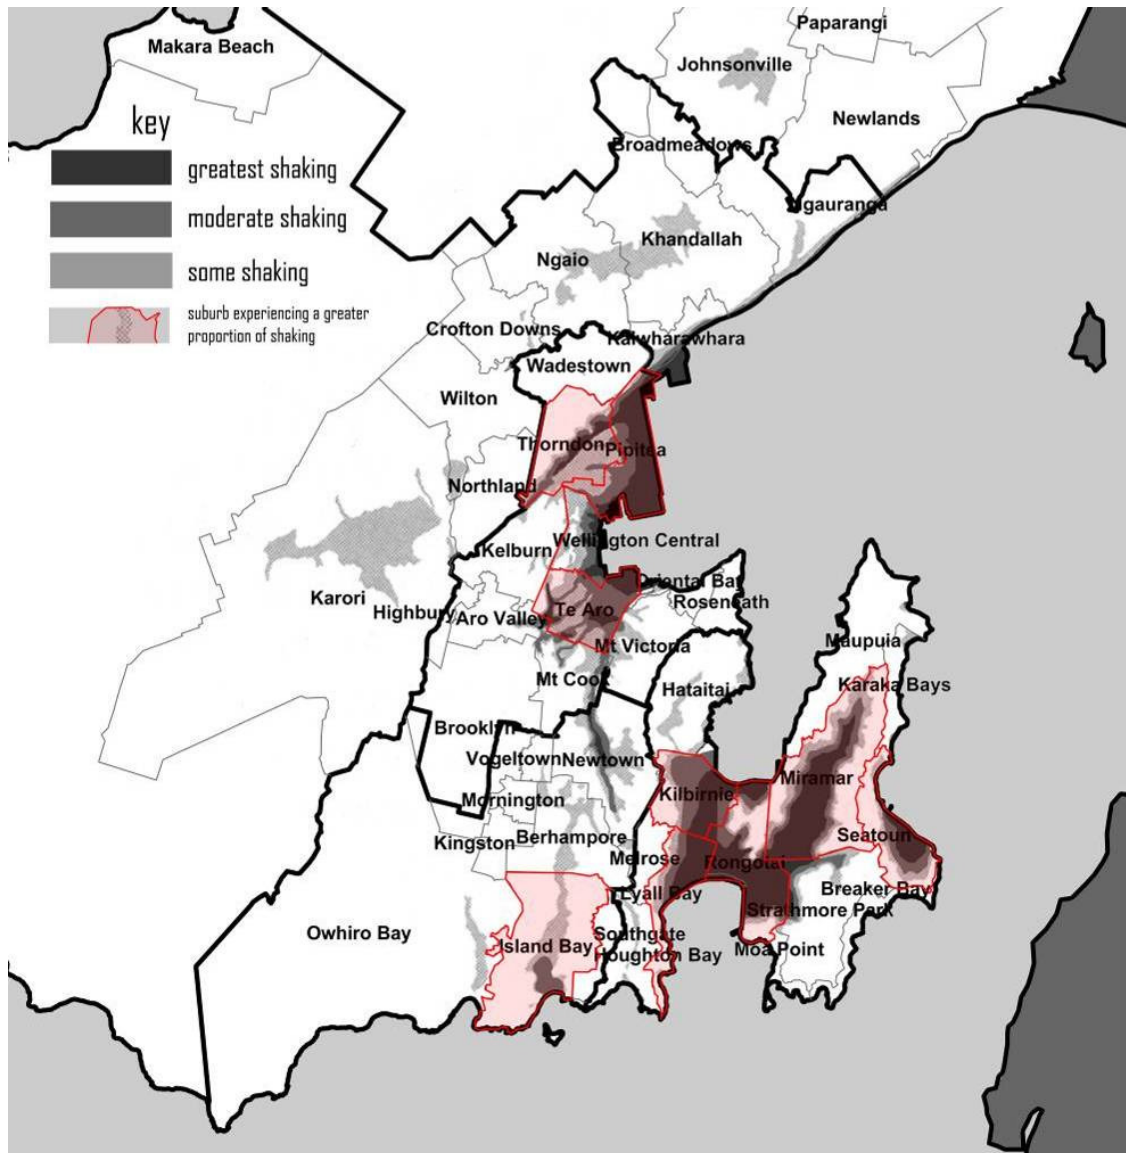 Paparangi
Makara Beach
Johnsonville
key
Newlands
Broadmeadows
greatest shaking
Ngauranga
moderate shaking
Khandallah
Ngaio
some shaking
suburb experiencing a greater
proportion of shaking
Crofton Downs
Kaiwharawhara
Wadestown
Wilton
Thorndon
Pipitea
Northland
Wellington Central
Kelburn
Oriental Bay
Karori
Highbury
Aro Valley
Te Aro
Roseneath
Mt Victoria
Maupuia
Mt Cook
Hataitai
Karaka Bays
Brooklyn
Vogeltown
Newtown
Miramar
Mornington
Kilbirnie
Kingston
Berhampore
Seatoun
Melrose
Rongotai
Lyall Bay
Breaker Bay
Strathmore Park
Owhiro Bay
Island Bay
Southgate
Houghton Bay
Moa Point